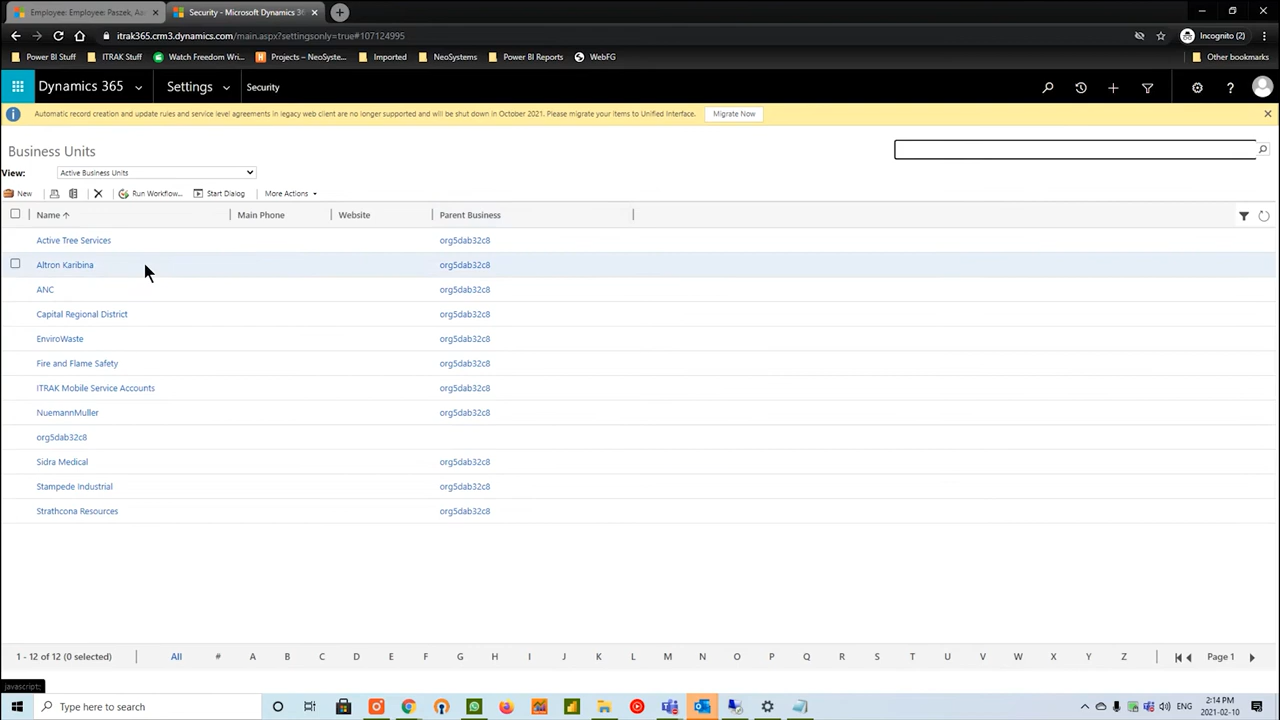 Employee: Employee: Paszek, Aa
Security - Microsoft Dynamics 36
itrak365.crm3.dynamics.com/main.aspx?settingsonly=true#107124995
Incognito (2)
Power BI Stuff
ITRAK Stuff
Watch Freedom Wri...
Projects – NeoSyste...
Imported
NeoSystems
Power BI Reports
WebFG
Other bookmarks
Dynamics 365
Settings
Security
Automatic record creation and update rules and service level agreements in legacy web client are no longer supported and will be shut down in October 2021. Please migrate your items to Unified Interface.
Migrate Now
Business Units
View:
Active Business Units
New
Run Workflow...
Start Dialog
More Actions
Name
Main Phone
Website
Parent Business
Active Tree Services org5dab32c8
Altron Karibina org5dab32c8
ANC org5dab32c8
Capital Regional District org5dab32c8
EnviroWaste org5dab32c8
Fire and Flame Safety org5dab32c8
ITRAK Mobile Service Accounts org5dab32c8
NuemannMuller org5dab32c8
org5dab32c8
Sidra Medical org5dab32c8
Stampede Industrial org5dab32c8
Strathcona Resources org5dab32c8
1 - 12 of 12 (0 selected)
All # A B C D E F G H I J K L M N O P Q R S T U V W X Y Z
Page 1
javascript:;
Type here to search
2:14 PM
2021-02-10